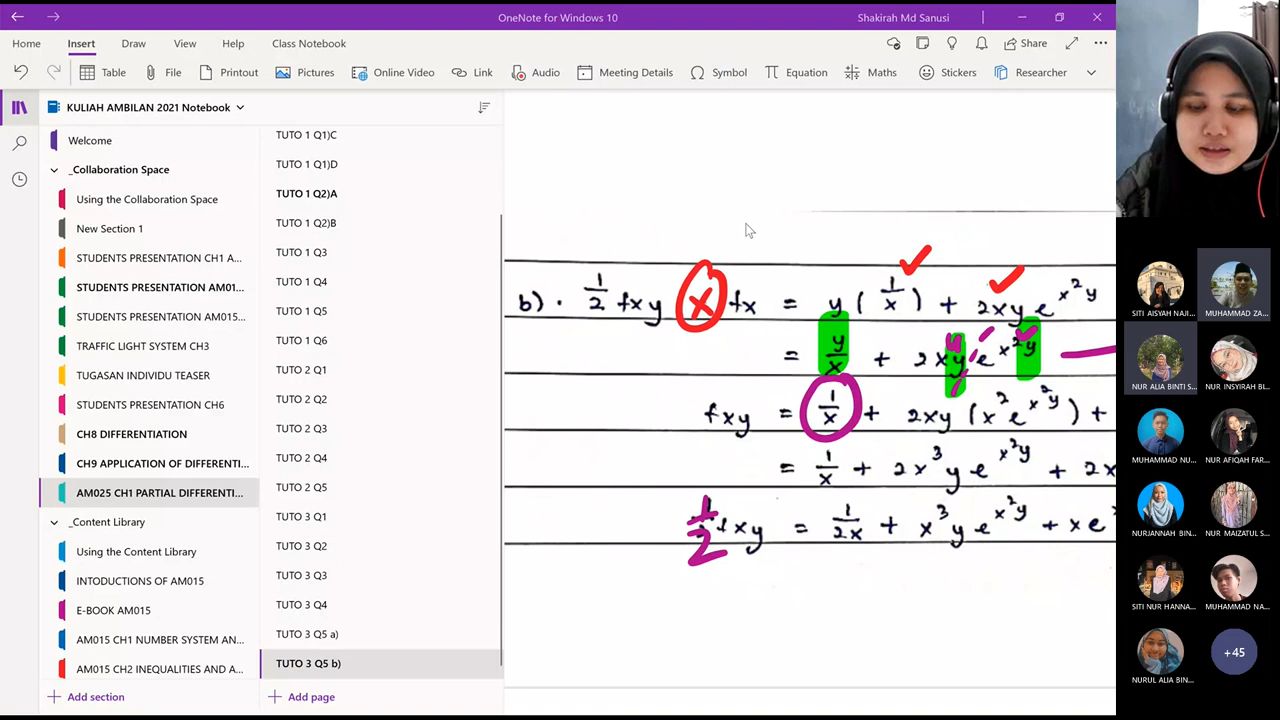 OneNote for Windows 10
Shakirah Md Sanusi
Home Insert Draw View Help Class Notebook
Share
Table File Printout Pictures Online Video Link Audio Meeting Details Symbol Equation Maths Stickers Researcher
KULIAH AMBILAN 2021 Notebook
Welcome
_Collaboration Space
Using the Collaboration Space
New Section 1
STUDENTS PRESENTATION CH1 A...
STUDENTS PRESENTATION AM01...
STUDENTS PRESENTATION AM015...
TRAFFIC LIGHT SYSTEM CH3
TUGASAN INDIVIDU TEASER
STUDENTS PRESENTATION CH6
CH8 DIFFERENTIATION
CH9 APPLICATION OF DIFFERENTI...
AM025 CH1 PARTIAL DIFFERENTI...
_Content Library
Using the Content Library
INTODUCTIONS OF AM015
E-BOOK AM015
AM015 CH1 NUMBER SYSTEM AN...
AM015 CH2 INEQUALITIES AND A...
Add section
TUTO 1 Q1)C
TUTO 1 Q1)D
TUTO 1 Q2)A
TUTO 1 Q2)B
TUTO 1 Q3
TUTO 1 Q4
TUTO 1 Q5
TUTO 1 Q6
TUTO 2 Q1
TUTO 2 Q2
TUTO 2 Q3
TUTO 2 Q4
TUTO 2 Q5
TUTO 3 Q1
TUTO 3 Q2
TUTO 3 Q3
TUTO 3 Q4
TUTO 3 Q5 a)
TUTO 3 Q5 b)
Add page
b) . 1/2 fxy x fx = y(1/x) + 2xy e^x²y
= y/x + 2xy e^x²y
fxy = 1/x + 2xy (x² e^x²y) +
= 1/x + 2x³y e^x²y + 2x
1/2 fxy = 1/2x + x³y e^x²y + xe
SITI AISYAH NAJI...
MUHAMMAD ZA...
NUR ALIA BINTI S...
NUR INSYIRAH BL...
MUHAMMAD NU...
NUR AFIQAH FAR...
NURJANNAH BIN...
NUR MAIZATUL S...
SITI NUR HANNA...
MUHAMMAD NA...
NURUL ALIA BIN...
+45